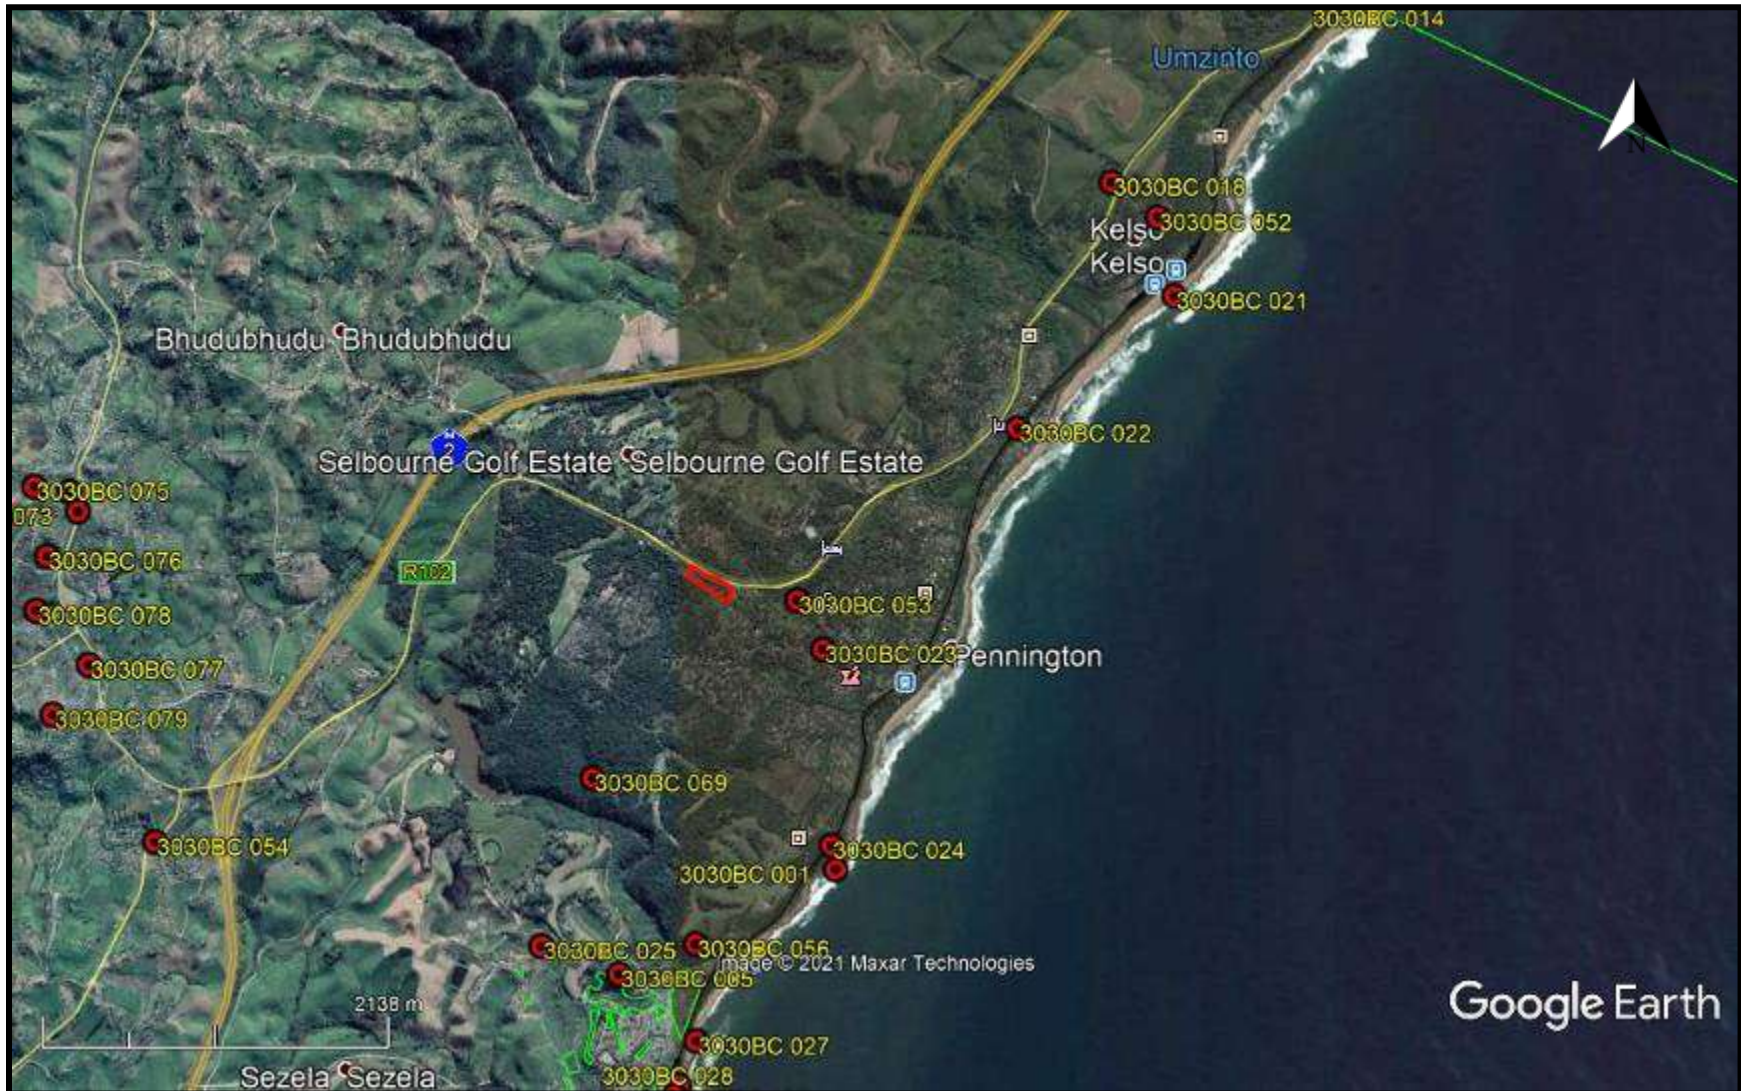 3030BC 014
Umzinto
N
3030BC 018
3030BC 052
Kelso
Kelso
3030BC 021
Bhudubhudu Bhudubhudu
3030BC 022
2
Selbourne Golf Estate Selbourne Golf Estate
3030BC 075
073
3030BC 076
R102
3030BC 053
3030BC 078
3030BC 023
Pennington
3030BC 077
3030BC 079
3030BC 069
3030BC 054
3030BC 024
3030BC 001
3030BC 025
3030BC 056
Image © 2021 Maxar Technologies
3030BC 005
2138 m
Google Earth
3030BC 027
3030BC 028
Sezela Sezela